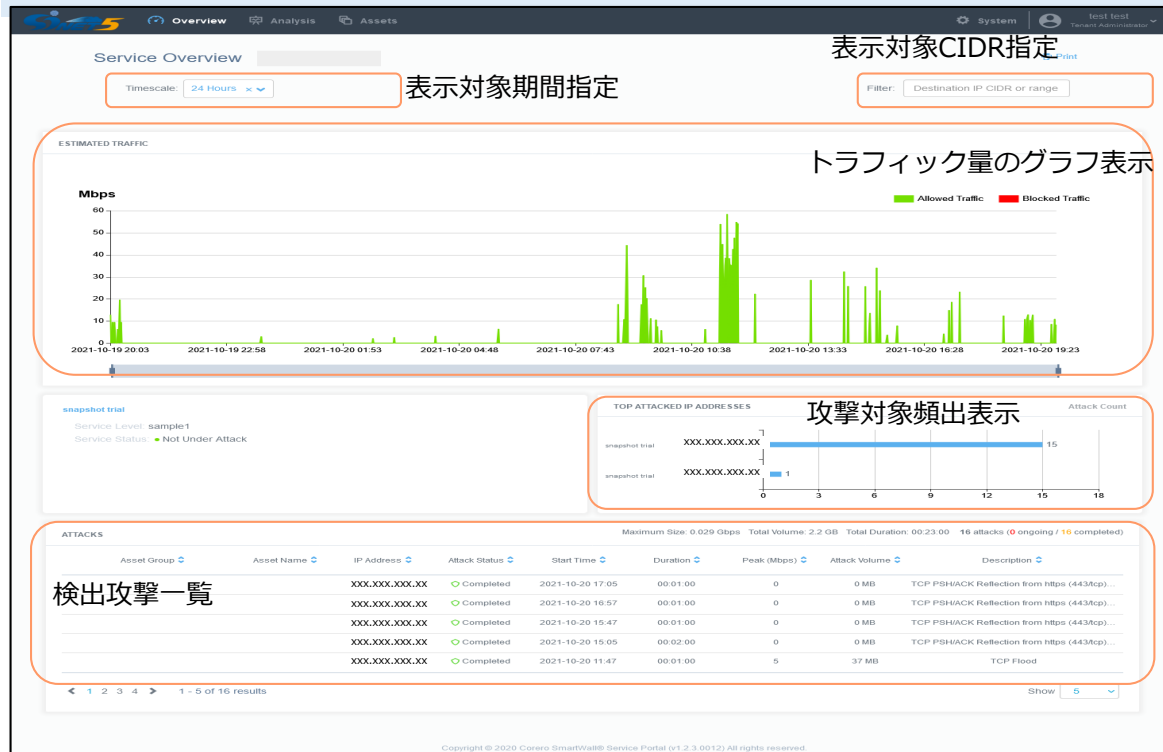 Overview Analysis Assets System test test
Tenant Administrator
Service Overview
表示対象CIDR指定
Print
Timescale: 24 Hours × 表示対象期間指定
Filter: Destination IP CIDR or range
ESTIMATED TRAFFIC
トラフィック量のグラフ表示
Mbps
Allowed Traffic Blocked Traffic
60
50
40
30
20
10
0
2021-10-19 20:03 2021-10-19 22:58 2021-10-20 01:53 2021-10-20 04:48 2021-10-20 07:43 2021-10-20 10:38 2021-10-20 13:33 2021-10-20 16:28 2021-10-20 19:23
snapshot trial
Service Level: sample1
Service Status: Not Under Attack
TOP ATTACKED IP ADDRESSES 攻撃対象頻出表示 Attack Count
snapshot trial XXX.XXX.XXX.XX 15
snapshot trial XXX.XXX.XXX.XX 1
0 3 6 9 12 15 18
ATTACKS Maximum Size: 0.029 Gbps Total Volume: 2.2 GB Total Duration: 00:23:00 16 attacks (0 ongoing / 16 completed)
Asset Group Asset Name IP Address Attack Status Start Time Duration Peak (Mbps) Attack Volume Description
検出攻撃一覧
XXX.XXX.XXX.XX Completed 2021-10-20 17:05 00:01:00 0 0 MB TCP PSH/ACK Reflection from https (443/tcp)...
XXX.XXX.XXX.XX Completed 2021-10-20 16:57 00:01:00 0 0 MB TCP PSH/ACK Reflection from https (443/tcp)...
XXX.XXX.XXX.XX Completed 2021-10-20 15:47 00:01:00 0 0 MB TCP PSH/ACK Reflection from https (443/tcp)...
XXX.XXX.XXX.XX Completed 2021-10-20 15:05 00:02:00 0 0 MB TCP PSH/ACK Reflection from https (443/tcp)...
XXX.XXX.XXX.XX Completed 2021-10-20 11:47 00:01:00 5 37 MB TCP Flood
1 2 3 4 1 - 5 of 16 results Show 5
Copyright © 2020 Corero SmartWall® Service Portal (v1.2.3.0012) All rights reserved.